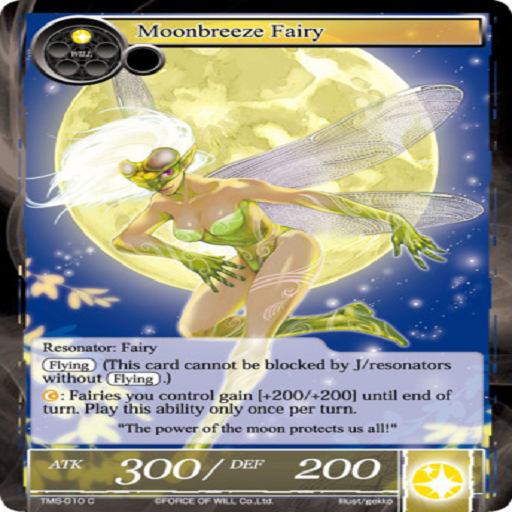 Moonbreeze Fairy
WILL
Resonator: Fairy
Flying (This card cannot be blocked by J/resonators
without Flying.)
: Fairies you control gain [+200/+200] until end of
turn. Play this ability only once per turn.
"The power of the moon protects us all!"
ATK 300/ DEF 200
TMS-010 C ©FORCE OF WILL Co.,Ltd. Illust/gekko